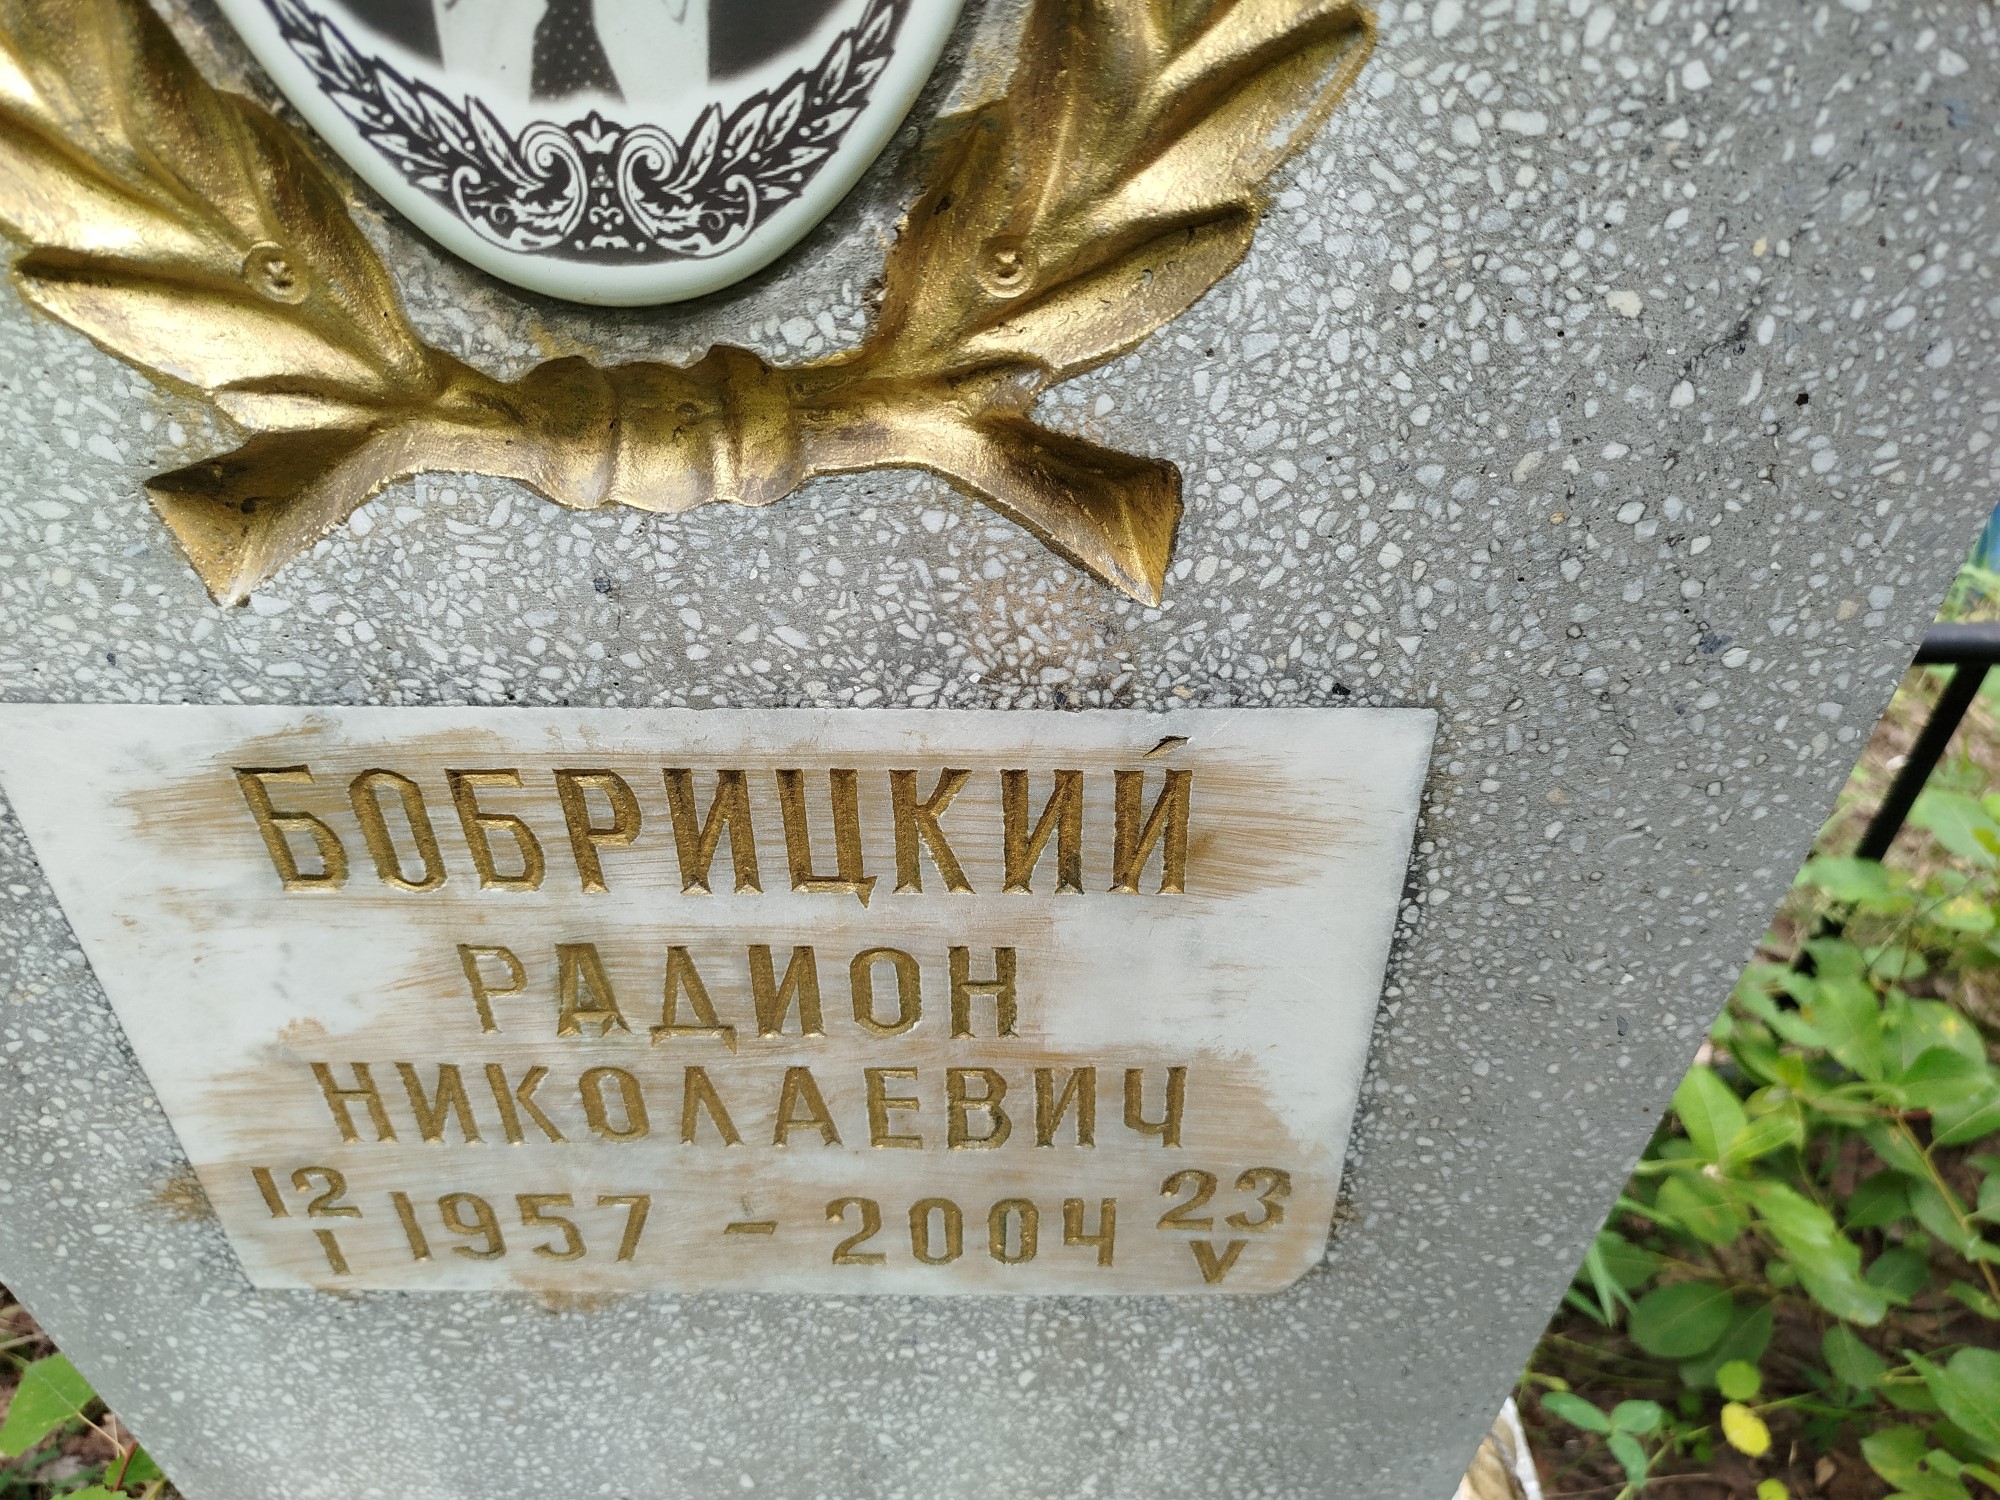 БОБРИЦКИЙ
РАДИОН
НИКОЛАЕВИЧ
12/I 1957 - 2004 23/V